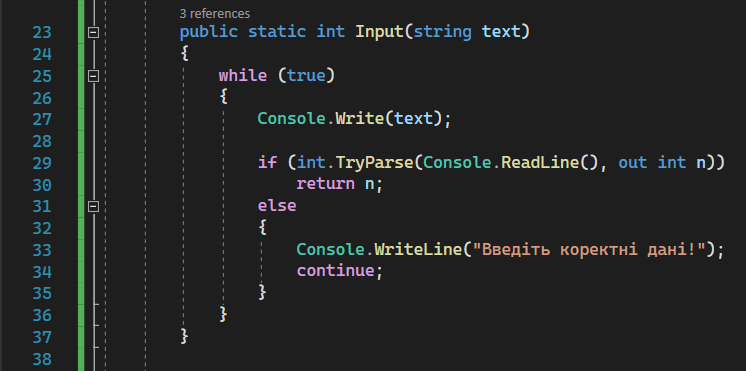 3 references
23 public static int Input(string text)
24 {
25 while (true)
26 {
27 Console.Write(text);
28
29 if (int.TryParse(Console.ReadLine(), out int n))
30 return n;
31 else
32 {
33 Console.WriteLine("Введіть коректні дані!");
34 continue;
35 }
36 }
37 }
38